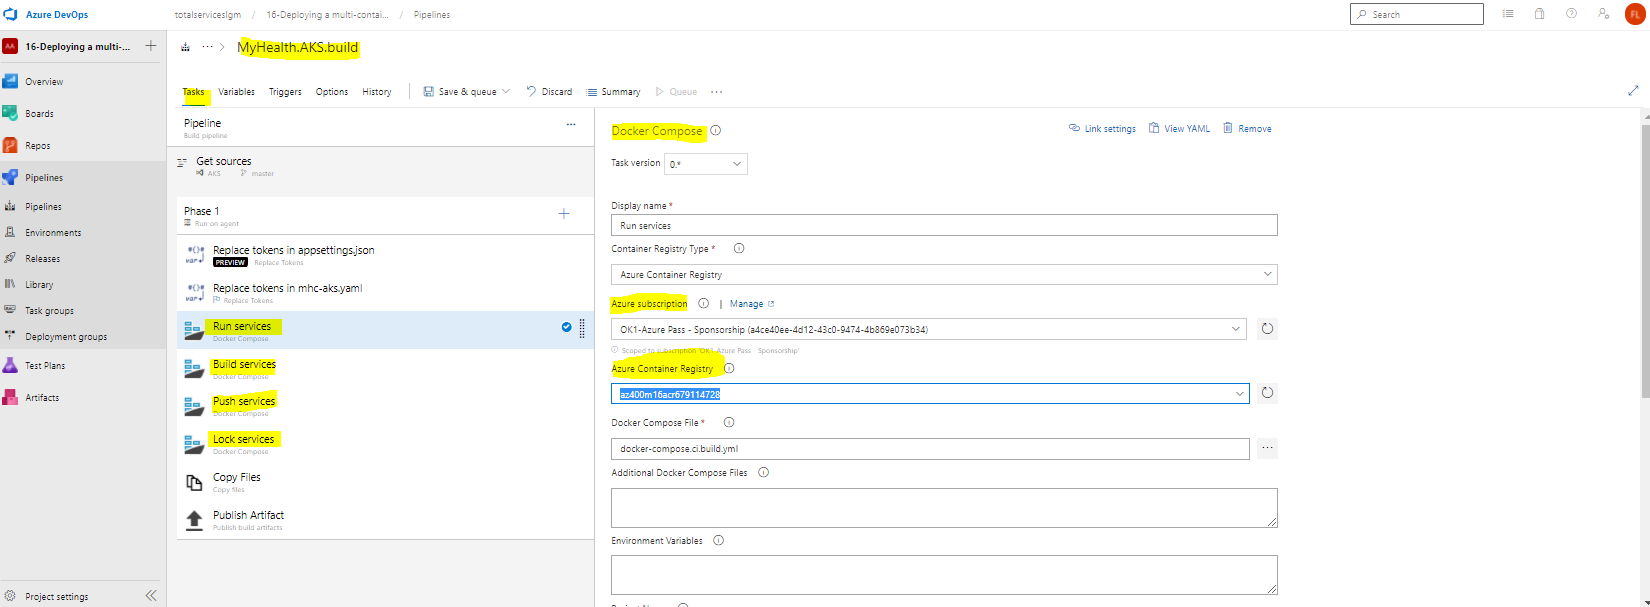 Azure DevOps
totalserviceslgm / 16-Deploying a multi-contai... / Pipelines
Search
FL
AA 16-Deploying a multi-...
MyHealth.AKS.build
Overview
Boards
Repos
Pipelines
Pipelines
Environments
Releases
Library
Task groups
Deployment groups
Test Plans
Artifacts
Project settings
Tasks Variables Triggers Options History Save & queue Discard Summary Queue ...
Pipeline
Build pipeline
Get sources
AKS master
Phase 1
Run on agent
Replace tokens in appsettings.json
PREVIEW Replace Tokens
Replace tokens in mhc-aks.yaml
Replace Tokens
Run services
Docker Compose
Build services
Docker Compose
Push services
Docker Compose
Lock services
Docker Compose
Copy Files
Copy files
Publish Artifact
Publish build artifacts
Docker Compose
Link settings View YAML Remove
Task version 0.*
Display name *
Run services
Container Registry Type *
Azure Container Registry
Azure subscription | Manage
OK1-Azure Pass - Sponsorship (a4ce40ee-4d12-43c0-9474-4b869e073b34)
Scoped to subscription 'OK1-Azure Pass - Sponsorship'
Azure Container Registry
az400m16acr679114728
Docker Compose File *
docker-compose.ci.build.yml
Additional Docker Compose Files
Environment Variables